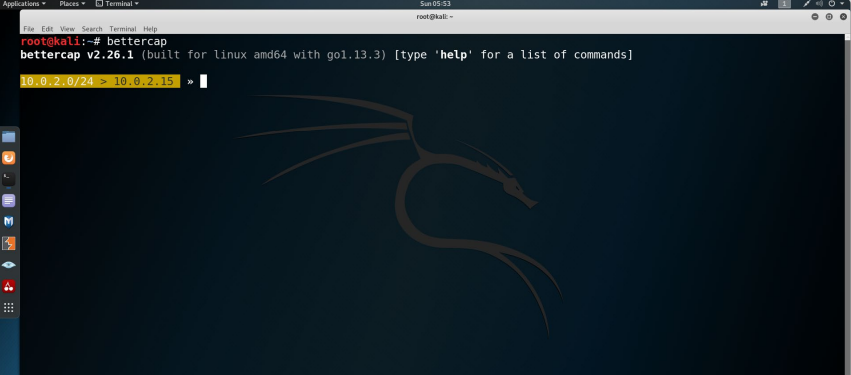 Applications Places Terminal Sun 05:53 1
root@kali: ~
File Edit View Search Terminal Help
root@kali:~# bettercap
bettercap v2.26.1 (built for linux amd64 with go1.13.3) [type 'help' for a list of commands]
10.0.2.0/24 > 10.0.2.15 »